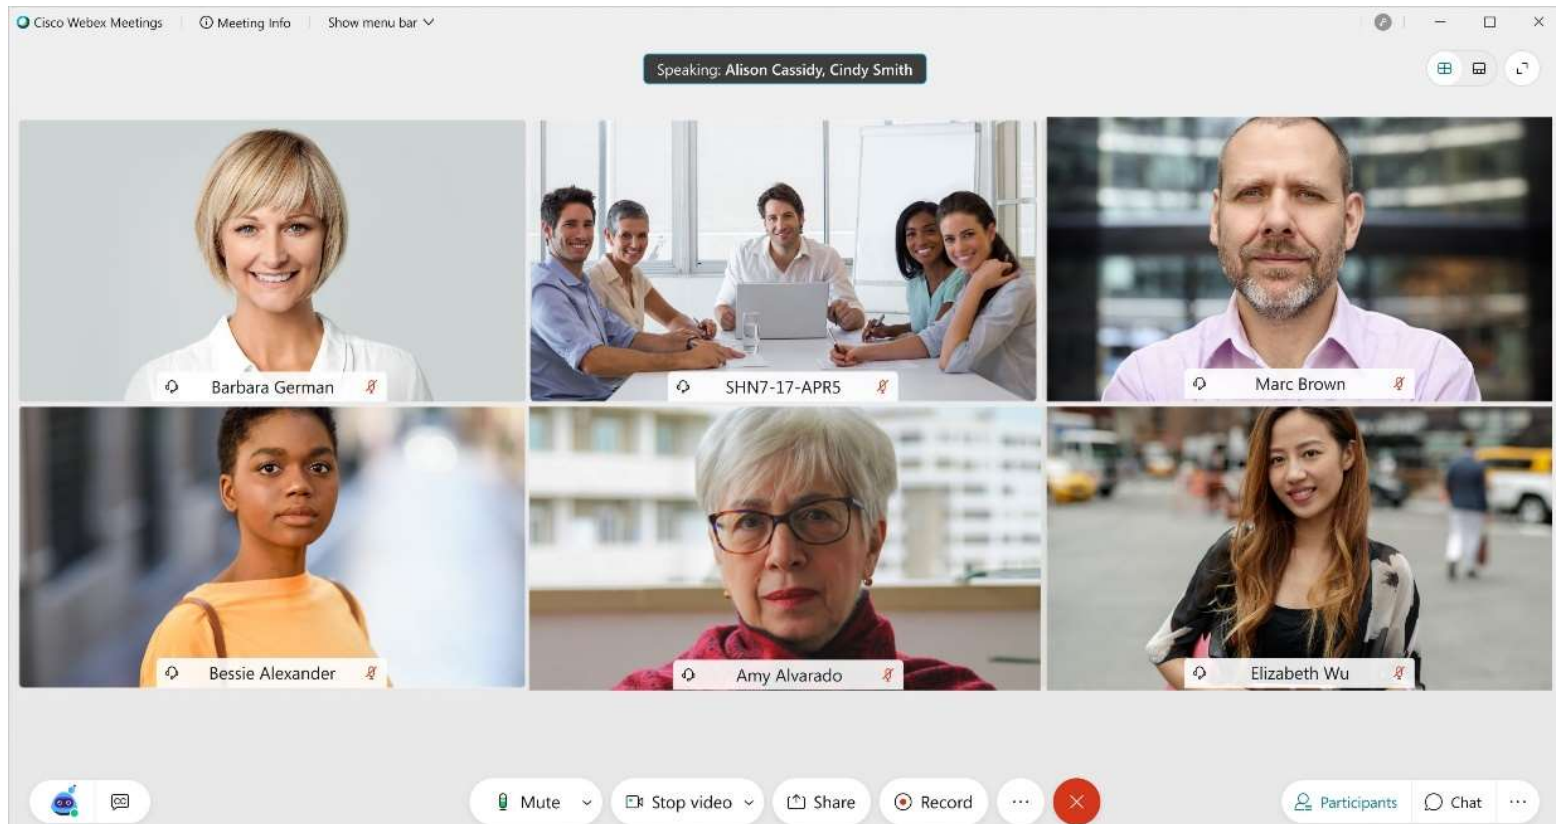 Cisco Webex Meetings
Meeting Info
Show menu bar
Speaking: Alison Cassidy, Cindy Smith
Barbara German
SHN7-17-APR5
Marc Brown
Bessie Alexander
Amy Alvarado
Elizabeth Wu
CC
Mute
Stop video
Share
Record
Participants
Chat